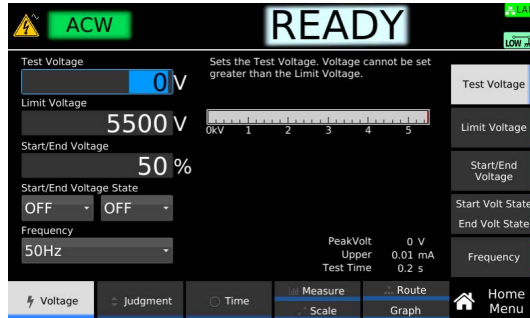 ACW
READY
LAN
LOW
Test Voltage
0 V
Limit Voltage
5500 V
Start/End Voltage
50 %
Start/End Voltage State
OFF OFF
Frequency
50Hz
Sets the Test Voltage. Voltage cannot be set
greater than the Limit Voltage.
0kV 1 2 3 4 5
PeakVolt 0 V
Upper 0.01 mA
Test Time 0.2 s
Test Voltage
Limit Voltage
Start/End
Voltage
Start Volt State
End Volt State
Frequency
Voltage
Judgment
Time
Measure
Scale
Route
Graph
Home
Menu